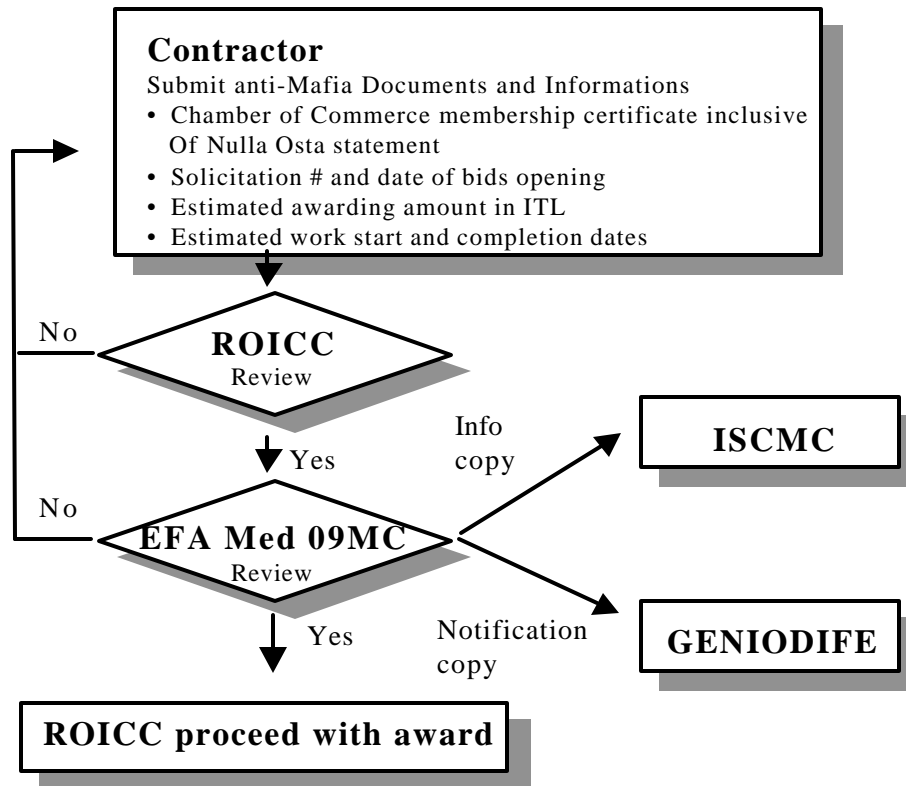 Contractor
Submit anti-Mafia Documents and Informations
• Chamber of Commerce membership certificate inclusive
Of Nulla Osta statement
• Solicitation # and date of bids opening
• Estimated awarding amount in ITL
• Estimated work start and completion dates
No
ROICC
Review
Info
copy
ISCMC
Yes
No
EFA Med 09MC
Review
Yes
Notification
copy
GENIODIFE
ROICC proceed with award